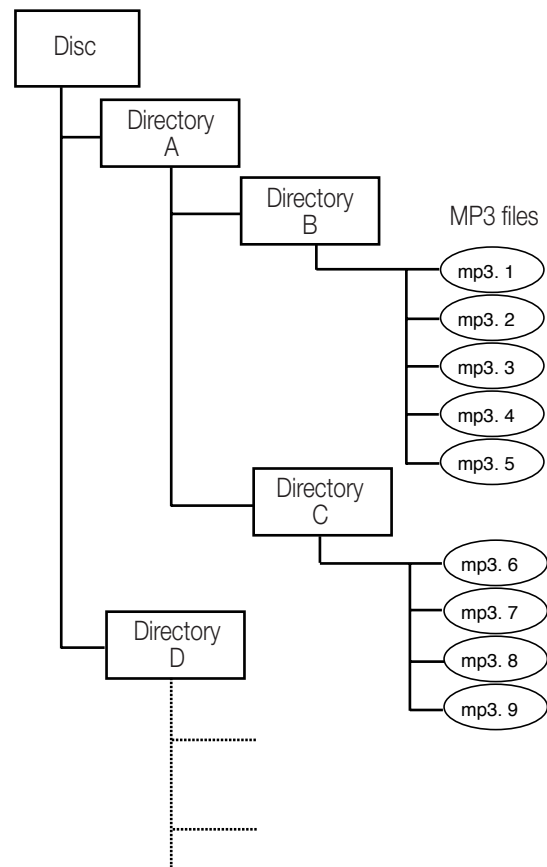 Disc
Directory
A
Directory
B
MP3 files
mp3. 1
mp3. 2
mp3. 3
mp3. 4
mp3. 5
Directory
C
mp3. 6
mp3. 7
mp3. 8
mp3. 9
Directory
D